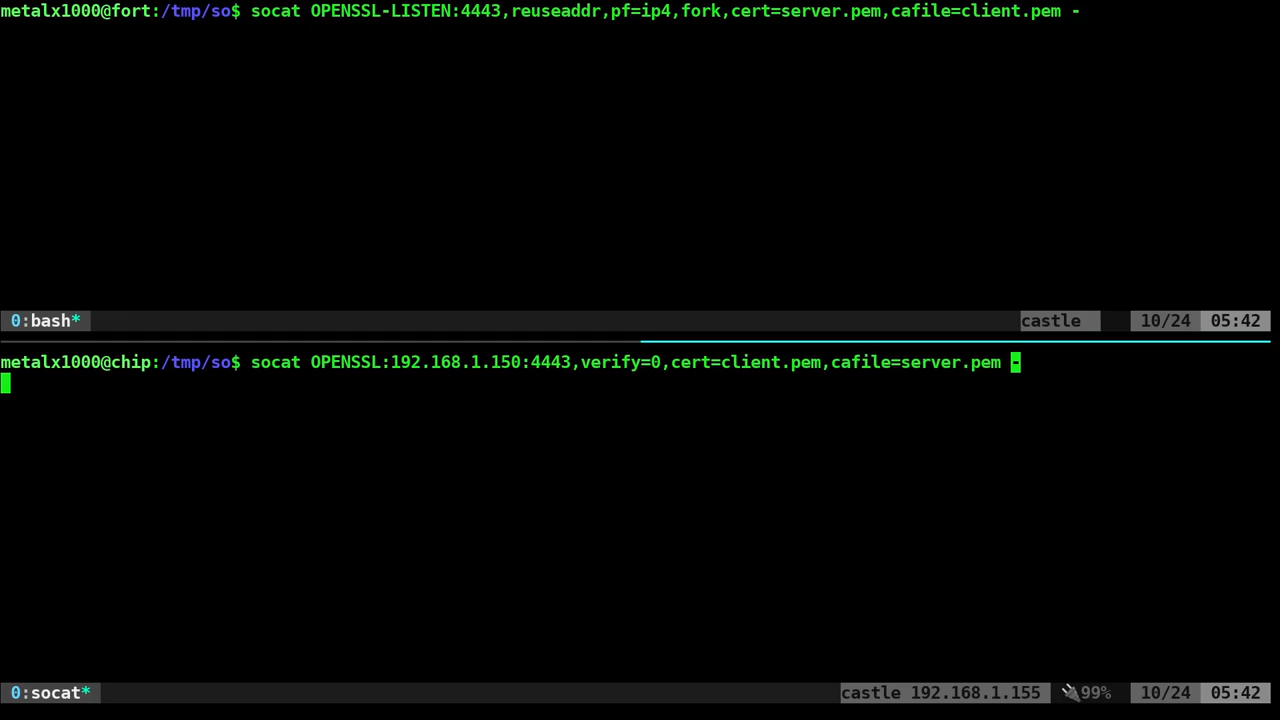 metalx1000@fort:/tmp/so$ socat OPENSSL-LISTEN:4443,reuseaddr,pf=ip4,fork,cert=server.pem,cafile=client.pem -
0:bash* castle 10/24 05:42
metalx1000@chip:/tmp/so$ socat OPENSSL:192.168.1.150:4443,verify=0,cert=client.pem,cafile=server.pem -
0:socat* castle 192.168.1.155 🔌99% 10/24 05:42